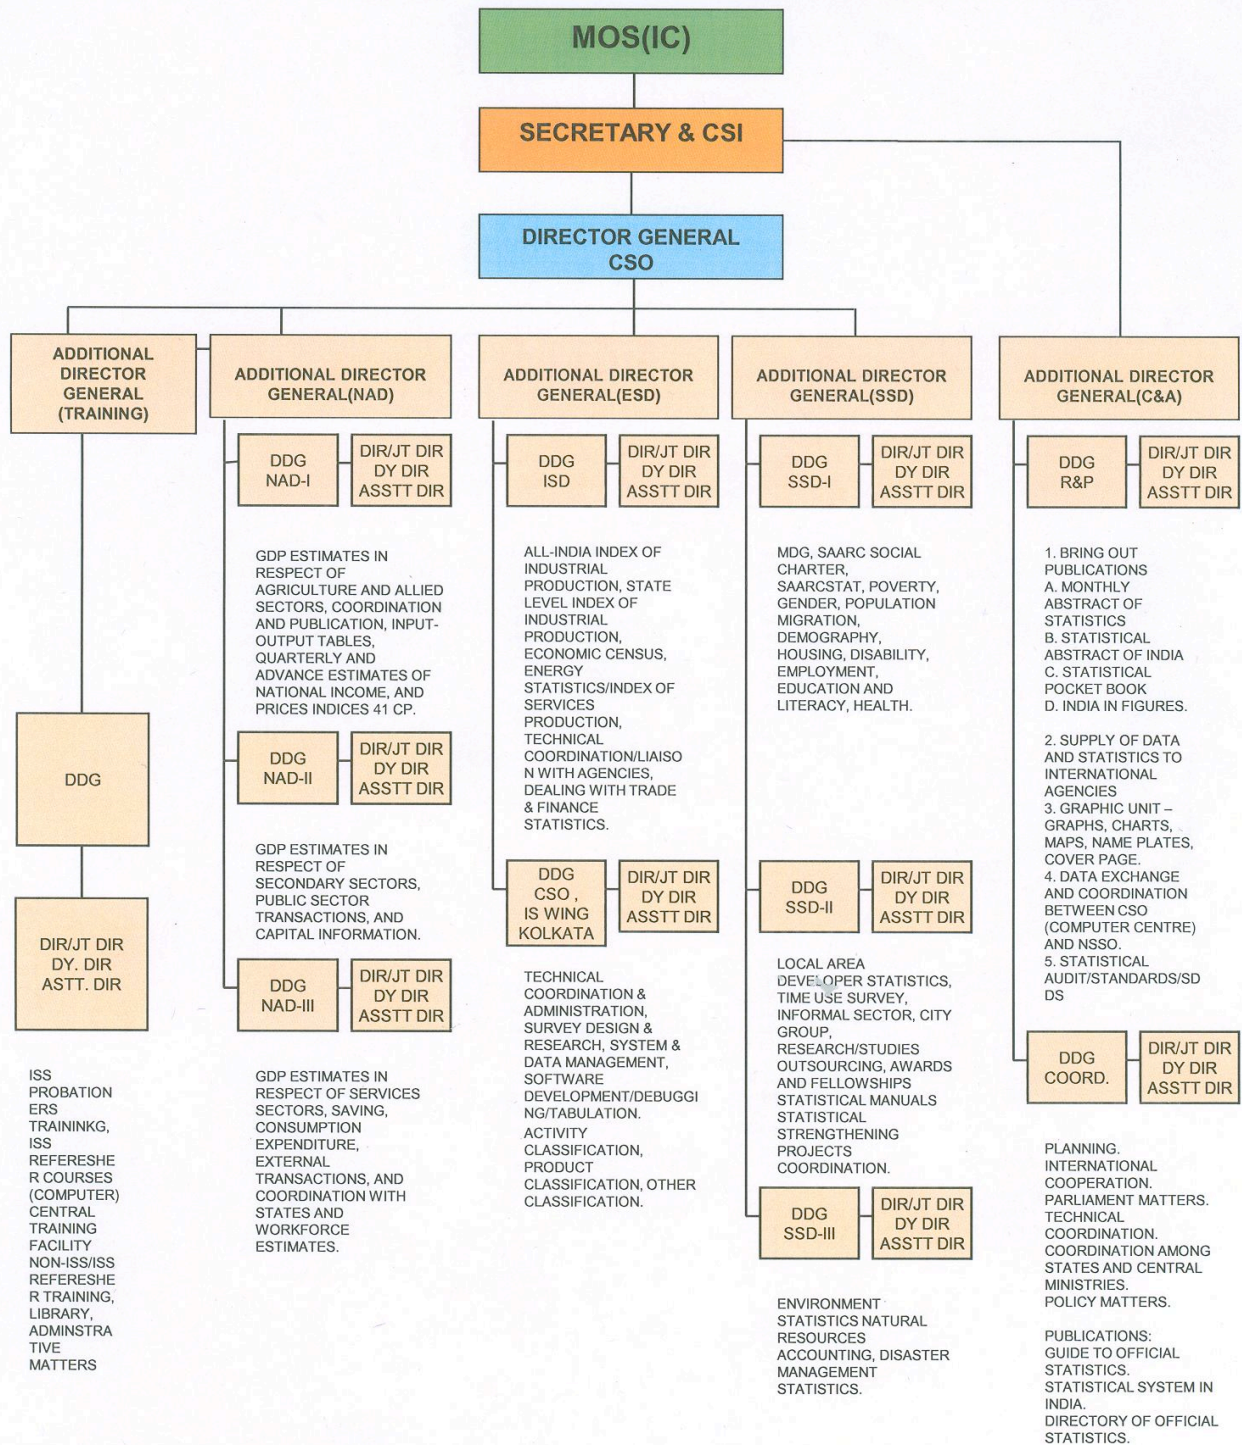 MOS(IC)
SECRETARY & CSI
DIRECTOR GENERAL
CSO
ADDITIONAL
DIRECTOR
GENERAL
(TRAINING)
DDG
DIR/JT DIR
DY. DIR
ASTT. DIR
ISS
PROBATION
ERS
TRAININKG,
ISS
REFERESHE
R COURSES
(COMPUTER)
CENTRAL
TRAINING
FACILITY
NON-ISS/ISS
REFERESHE
R TRAINING,
LIBRARY,
ADMINSTRA
TIVE
MATTERS
ADDITIONAL DIRECTOR
GENERAL(NAD)
DDG
NAD-I
DIR/JT DIR
DY DIR
ASSTT DIR
GDP ESTIMATES IN
RESPECT OF
AGRICULTURE AND ALLIED
SECTORS, COORDINATION
AND PUBLICATION, INPUT-
OUTPUT TABLES,
QUARTERLY AND
ADVANCE ESTIMATES OF
NATIONAL INCOME, AND
PRICES INDICES 41 CP.
DDG
NAD-II
DIR/JT DIR
DY DIR
ASSTT DIR
GDP ESTIMATES IN
RESPECT OF
SECONDARY SECTORS,
PUBLIC SECTOR
TRANSACTIONS, AND
CAPITAL INFORMATION.
DDG
NAD-III
DIR/JT DIR
DY DIR
ASSTT DIR
GDP ESTIMATES IN
RESPECT OF SERVICES
SECTORS, SAVING,
CONSUMPTION
EXPENDITURE,
EXTERNAL
TRANSACTIONS, AND
COORDINATION WITH
STATES AND
WORKFORCE
ESTIMATES.
ADDITIONAL DIRECTOR
GENERAL(ESD)
DDG
ISD
DIR/JT DIR
DY DIR
ASSTT DIR
ALL-INDIA INDEX OF
INDUSTRIAL
PRODUCTION, STATE
LEVEL INDEX OF
INDUSTRIAL
PRODUCTION,
ECONOMIC CENSUS,
ENERGY
STATISTICS/INDEX OF
SERVICES
PRODUCTION,
TECHNICAL
COORDINATION/LIAISO
N WITH AGENCIES,
DEALING WITH TRADE
& FINANCE
STATISTICS.
DDG
CSO ,
IS WING
KOLKATA
DIR/JT DIR
DY DIR
ASSTT DIR
TECHNICAL
COORDINATION &
ADMINISTRATION,
SURVEY DESIGN &
RESEARCH, SYSTEM &
DATA MANAGEMENT,
SOFTWARE
DEVELOPMENT/DEBUGGI
NG/TABULATION.
ACTIVITY
CLASSIFICATION,
PRODUCT
CLASSIFICATION, OTHER
CLASSIFICATION.
ADDITIONAL DIRECTOR
GENERAL(SSD)
DDG
SSD-I
DIR/JT DIR
DY DIR
ASSTT DIR
MDG, SAARC SOCIAL
CHARTER,
SAARCSTAT, POVERTY,
GENDER, POPULATION
MIGRATION,
DEMOGRAPHY,
HOUSING, DISABILITY,
EMPLOYMENT,
EDUCATION AND
LITERACY, HEALTH.
DDG
SSD-II
DIR/JT DIR
DY DIR
ASSTT DIR
LOCAL AREA
DEVELOPER STATISTICS,
TIME USE SURVEY,
INFORMAL SECTOR, CITY
GROUP,
RESEARCH/STUDIES
OUTSOURCING, AWARDS
AND FELLOWSHIPS
STATISTICAL MANUALS
STATISTICAL
STRENGTHENING
PROJECTS
COORDINATION.
DDG
SSD-III
DIR/JT DIR
DY DIR
ASSTT DIR
ENVIRONMENT
STATISTICS NATURAL
RESOURCES
ACCOUNTING, DISASTER
MANAGEMENT
STATISTICS.
ADDITIONAL DIRECTOR
GENERAL(C&A)
DDG
R&P
DIR/JT DIR
DY DIR
ASSTT DIR
1. BRING OUT
PUBLICATIONS
A. MONTHLY
ABSTRACT OF
STATISTICS
B. STATISTICAL
ABSTRACT OF INDIA
C. STATISTICAL
POCKET BOOK
D. INDIA IN FIGURES.
2. SUPPLY OF DATA
AND STATISTICS TO
INTERNATIONAL
AGENCIES
3. GRAPHIC UNIT –
GRAPHS, CHARTS,
MAPS, NAME PLATES,
COVER PAGE.
4. DATA EXCHANGE
AND COORDINATION
BETWEEN CSO
(COMPUTER CENTRE)
AND NSSO.
5. STATISTICAL
AUDIT/STANDARDS/SD
DS
DDG
COORD.
DIR/JT DIR
DY DIR
ASSTT DIR
PLANNING.
INTERNATIONAL
COOPERATION.
PARLIAMENT MATTERS.
TECHNICAL
COORDINATION.
COORDINATION AMONG
STATES AND CENTRAL
MINISTRIES.
POLICY MATTERS.
PUBLICATIONS:
GUIDE TO OFFICIAL
STATISTICS.
STATISTICAL SYSTEM IN
INDIA.
DIRECTORY OF OFFICIAL
STATISTICS.